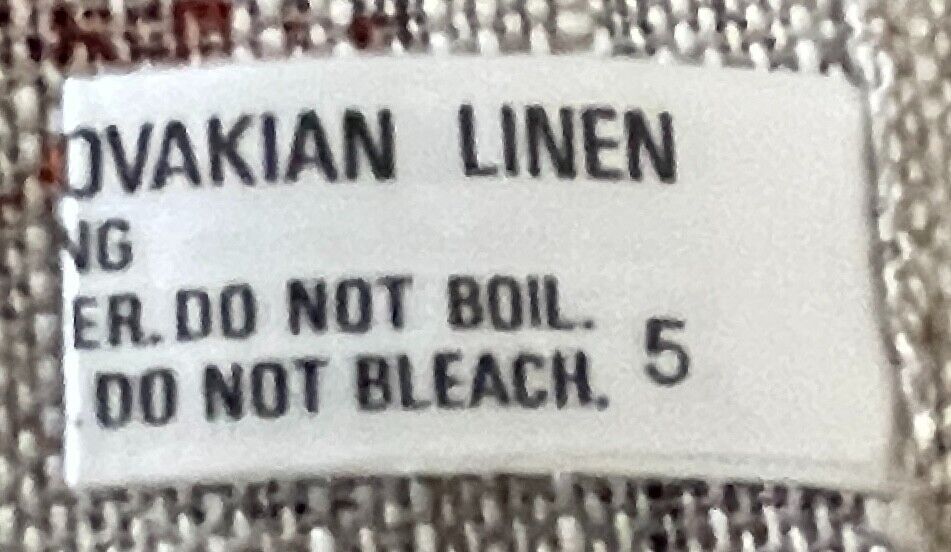 OVAKIAN LINEN
NG
ER. DO NOT BOIL.
. DO NOT BLEACH. 5